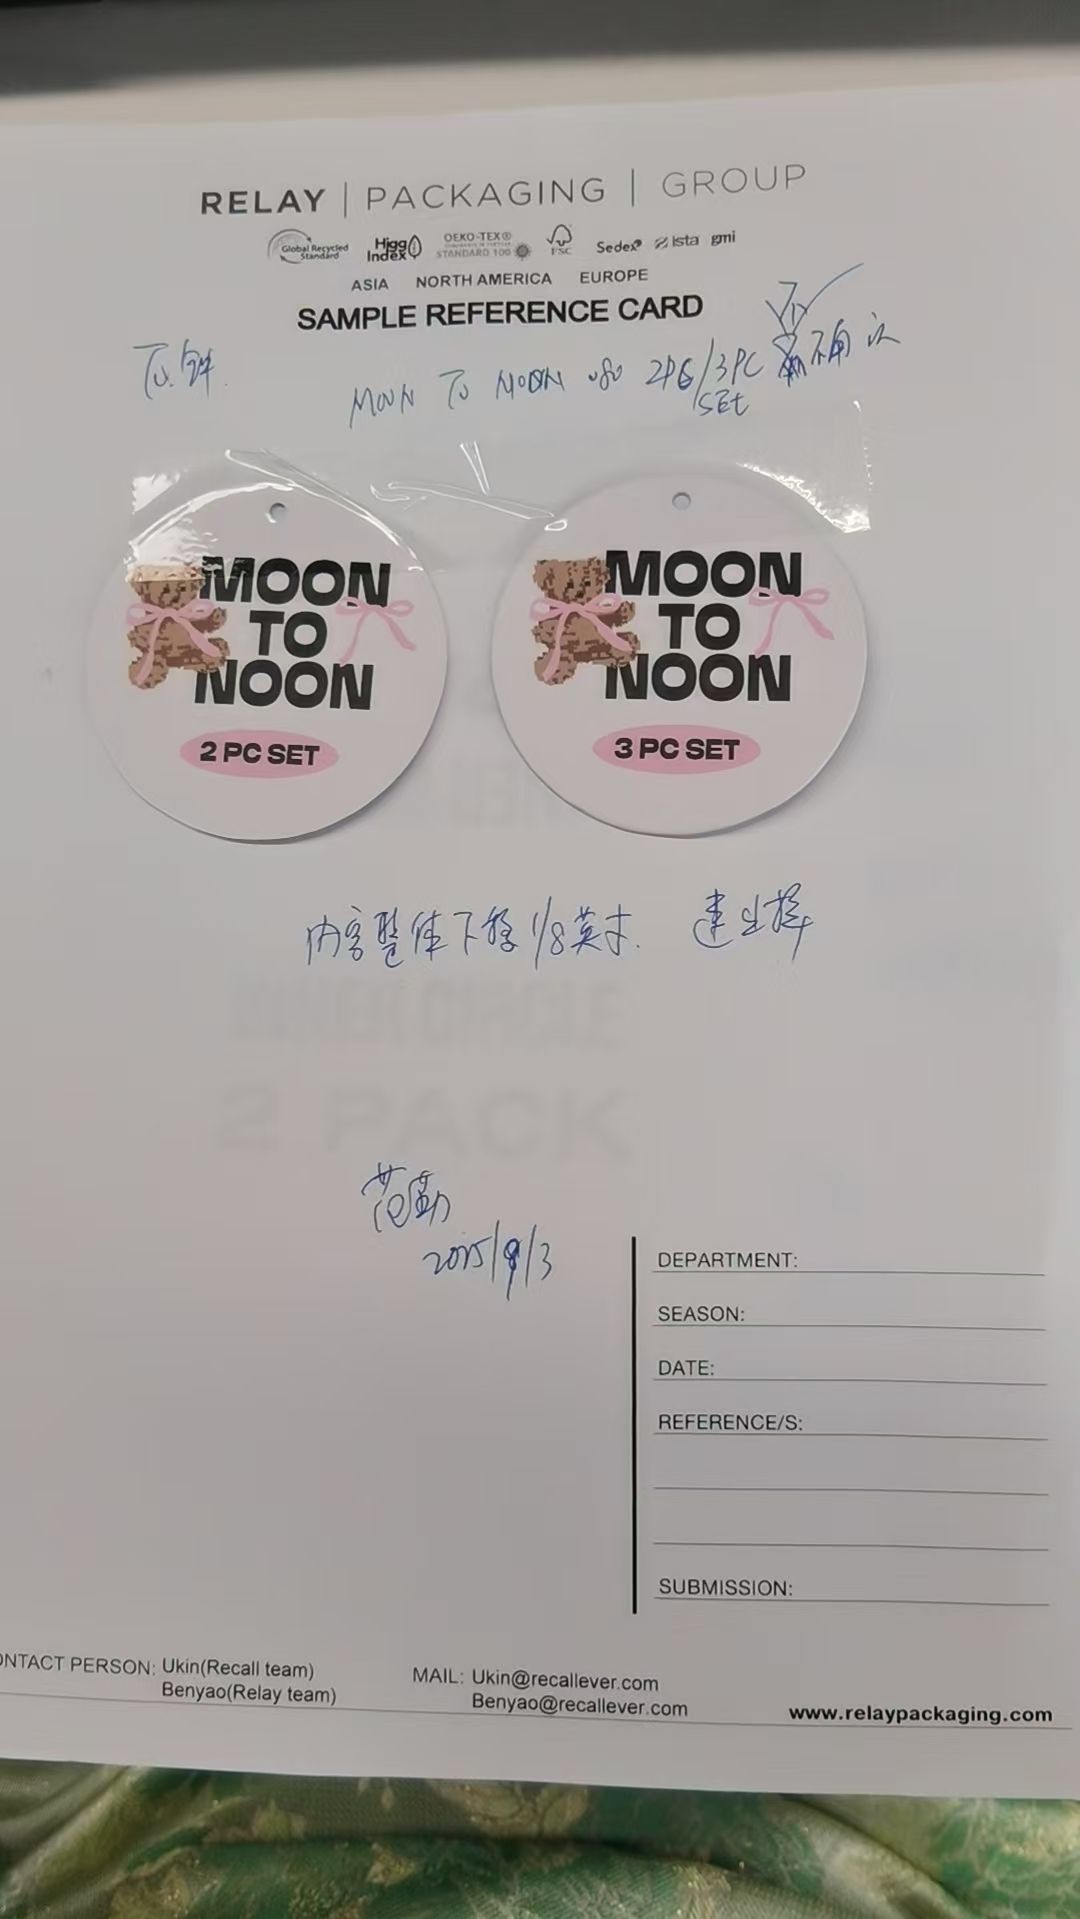 RELAY | PACKAGING | GROUP
Global Recycled Standard Higg Index OEKO-TEX® STANDARD 100 FSC Sedex ista gmi
ASIA NORTH AMERICA EUROPE
SAMPLE REFERENCE CARD
To. 钟.
MOON TO NOON 2PC/3PC SET
MOON
TO
NOON
2 PC SET
MOON
TO
NOON
3 PC SET
内容整体下移1/8英寸.
范勤
2025/9/3
DEPARTMENT:
SEASON:
DATE:
REFERENCE/S:
SUBMISSION:
ONTACT PERSON: Ukin(Recall team)
Benyao(Relay team)
MAIL: Ukin@recallever.com
Benyao@recallever.com
www.relaypackaging.com